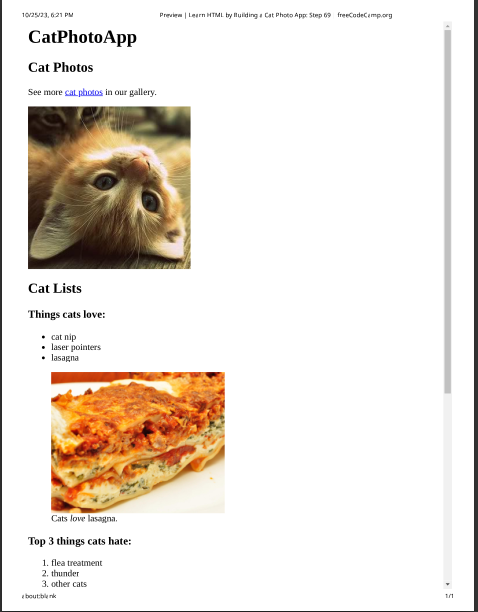 10/25/23, 6:21 PM Preview | Learn HTML by Building a Cat Photo App: Step 69 freeCodeCamp.org
CatPhotoApp
Cat Photos
See more cat photos in our gallery.
Cat Lists
Things cats love:
• cat nip
• laser pointers
• lasagna
Cats love lasagna.
Top 3 things cats hate:
1. flea treatment
2. thunder
3. other cats
about:blank 1/1